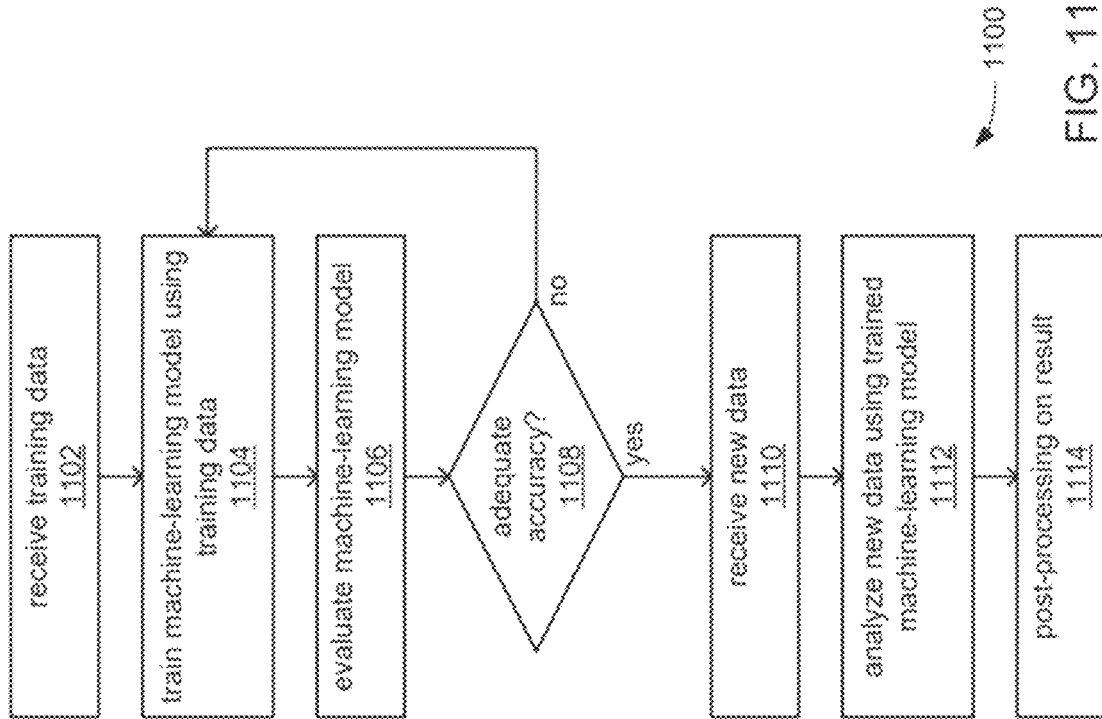 receive training data
1102
train machine-learning model using
training data
1104
evaluate machine-learning model
1106
adequate
accuracy?
1108
no
yes
receive new data
1110
analyze new data using trained
machine-learning model
1112
post-processing on result
1114
1100
FIG. 11